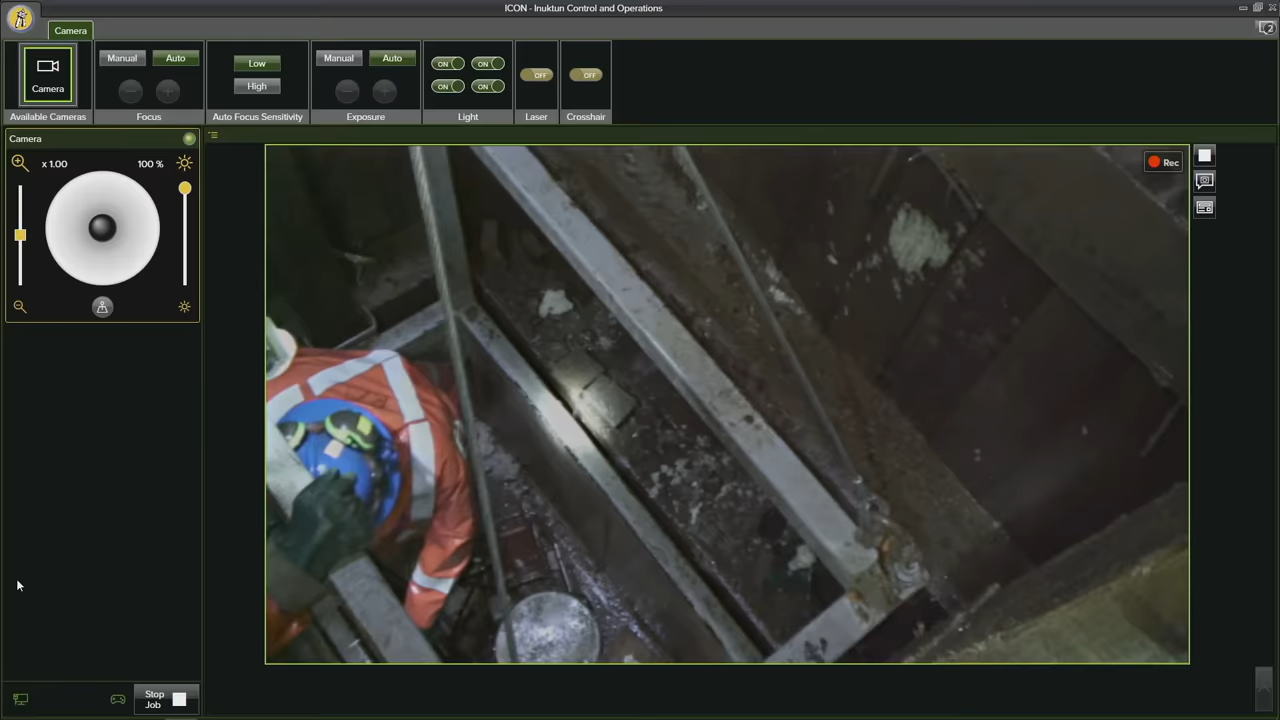 ICON - Inuktun Control and Operations
2
Camera
Manual Auto
Low
Manual Auto
ON ON
OFF
OFF
Camera
High
ON ON
Available Cameras
Focus
Auto Focus Sensitivity
Exposure
Light
Laser
Crosshair
Camera
x 1.00
100 %
Rec
Stop
Job